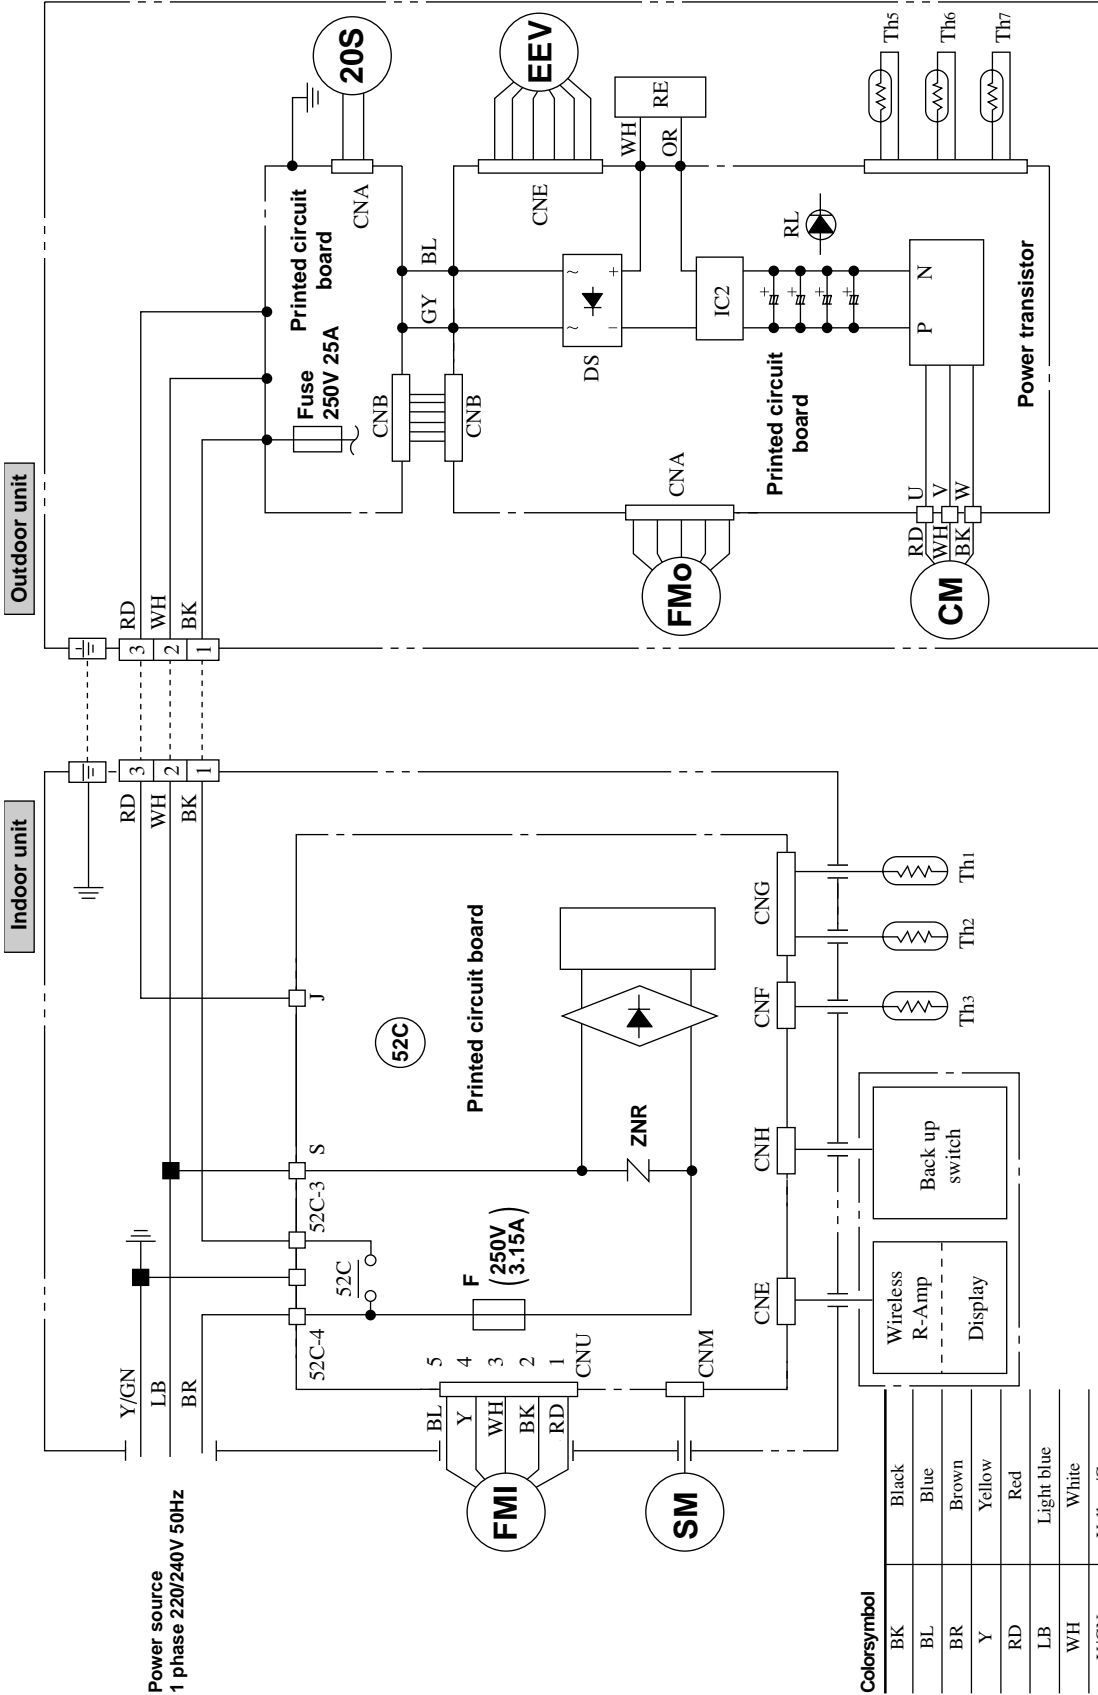 Indoor unit
Outdoor unit
Power source
1 phase 220/240V 50Hz
Y/GN
LB
BR
RD
WH
BK
3
2
1
3
2
1
RD
WH
BK
52C-4
52C-3
S
J
52C
F
(250V
3.15A)
52C
Printed circuit board
ZNR
BL
Y
WH
BK
RD
5
4
3
2
1
CNU
FMI
SM
CNM
CNE
CNH
CNF
CNG
Wireless
R-Amp
Display
Back up
switch
Th3
Th2
Th1
Fuse
250V 25A
Printed circuit
board
CNA
20S
CNB
CNB
GY
BL
CNE
EEV
WH
OR
RE
DS
~
~
−
+
IC2
+
+
+
+
RL
P
N
Power transistor
Printed circuit
board
CNA
FMo
CM
RD
WH
BK
U
V
W
Th5
Th6
Th7
Colorsymbol
BK Black
BL Blue
BR Brown
Y Yellow
RD Red
LB Light blue
WH White